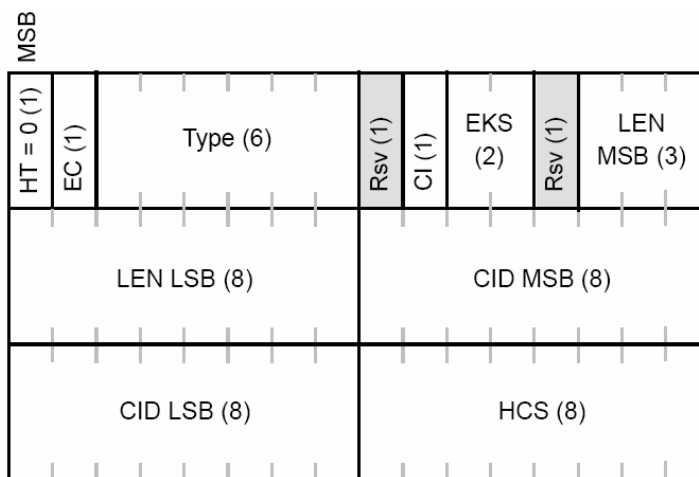 MSB
HT = 0 (1)
EC (1)
Type (6)
Rsv (1)
CI (1)
EKS
(2)
Rsv (1)
LEN
MSB (3)
LEN LSB (8)
CID MSB (8)
CID LSB (8)
HCS (8)